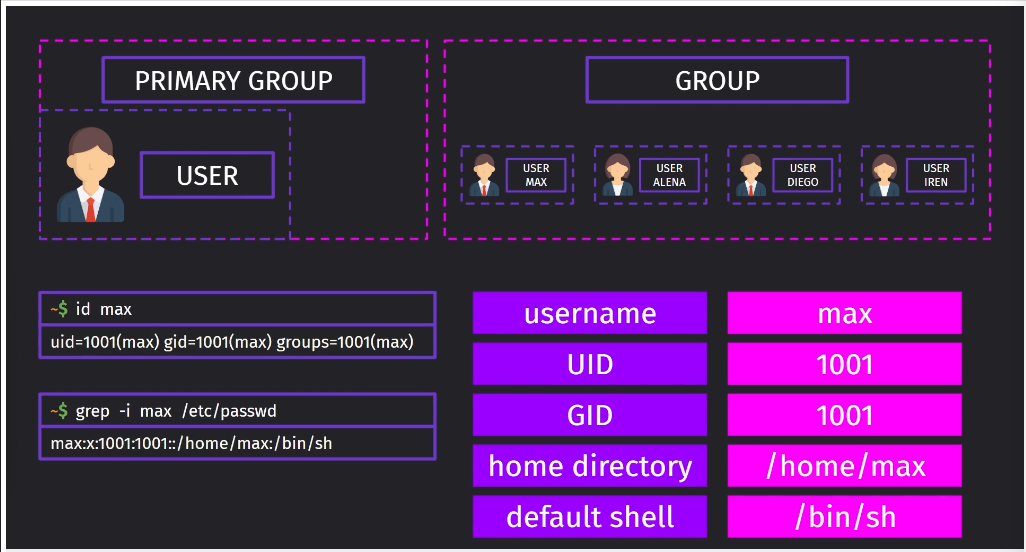 PRIMARY GROUP
USER
GROUP
USER
MAX
USER
ALENA
USER
DIEGO
USER
IREN
~$ id max
uid=1001(max) gid=1001(max) groups=1001(max)
~$ grep -i max /etc/passwd
max:x:1001:1001::/home/max:/bin/sh
username max
UID 1001
GID 1001
home directory /home/max
default shell /bin/sh